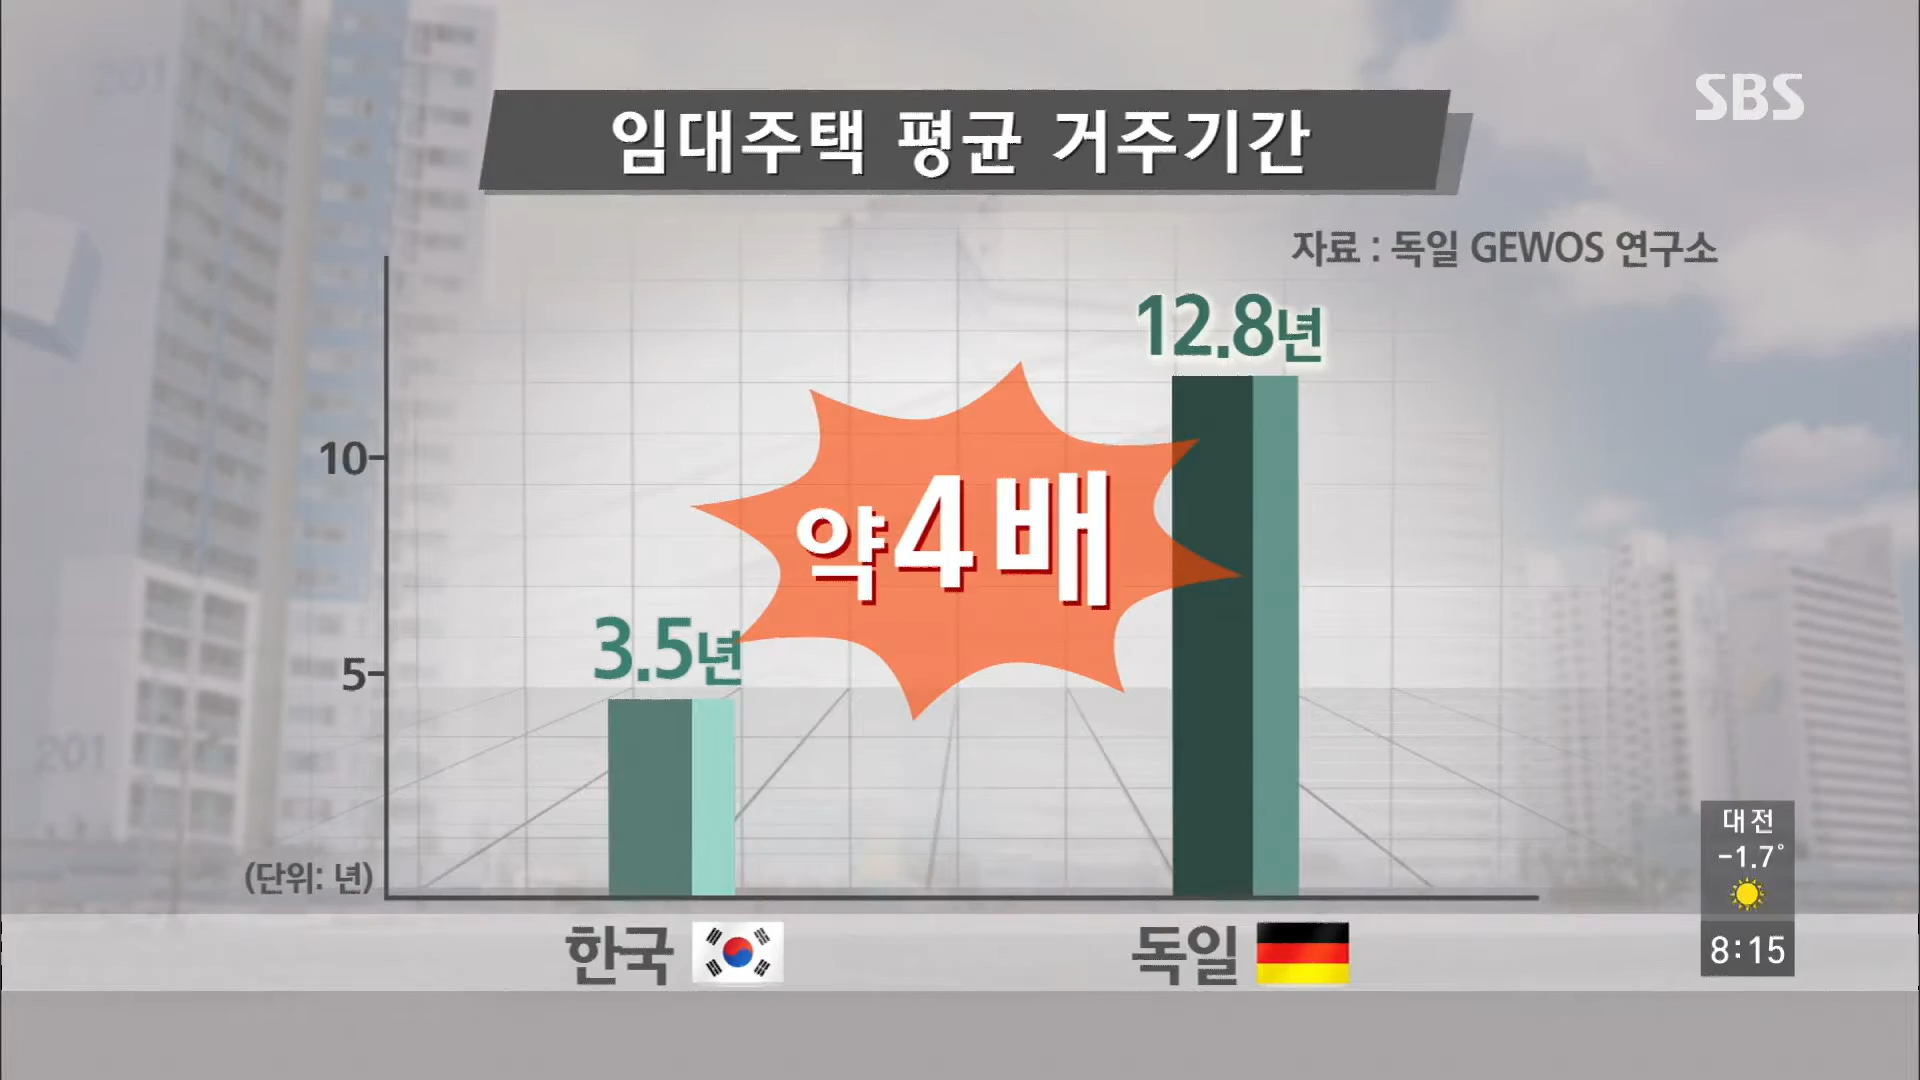 SBS
임대주택 평균 거주기간
자료 : 독일 GEWOS 연구소
12.8년
10
약4배
3.5년
5
(단위: 년)
한국
독일
대전
-1.7°
8:15
201
201